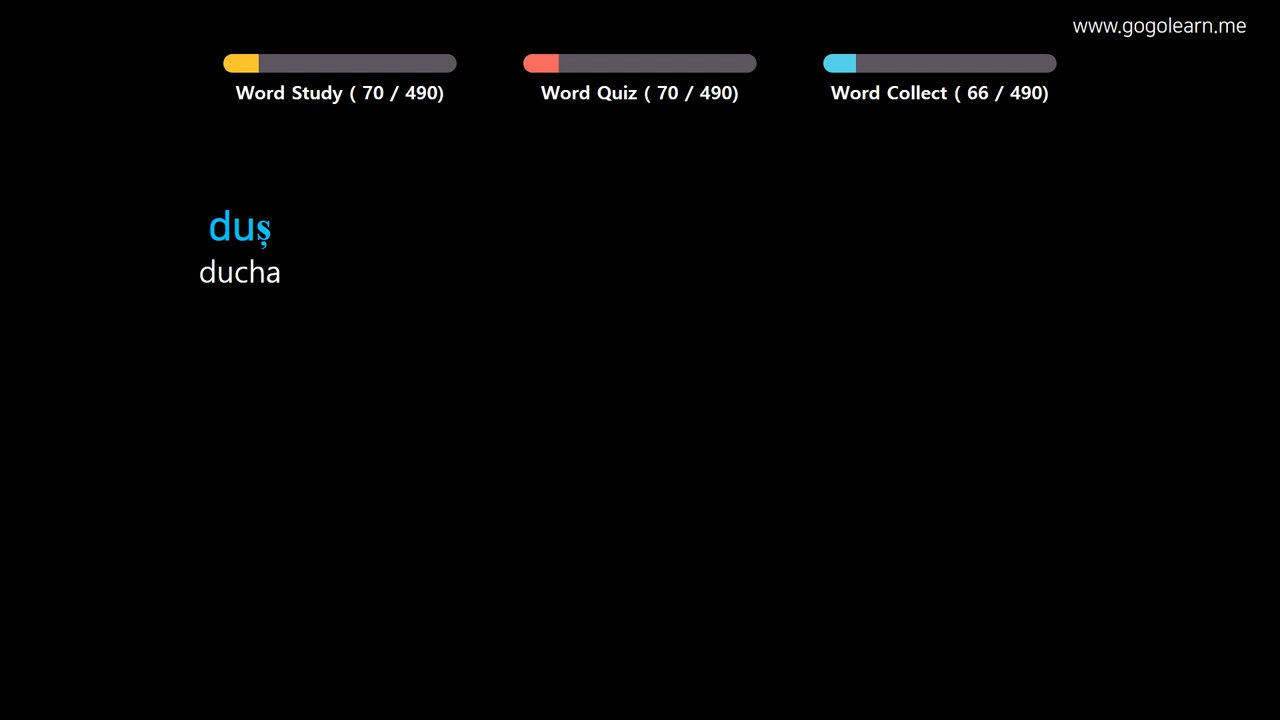 www.gogolearn.me
Word Study ( 70 / 490)
Word Quiz ( 70 / 490)
Word Collect ( 66 / 490)
duș
ducha